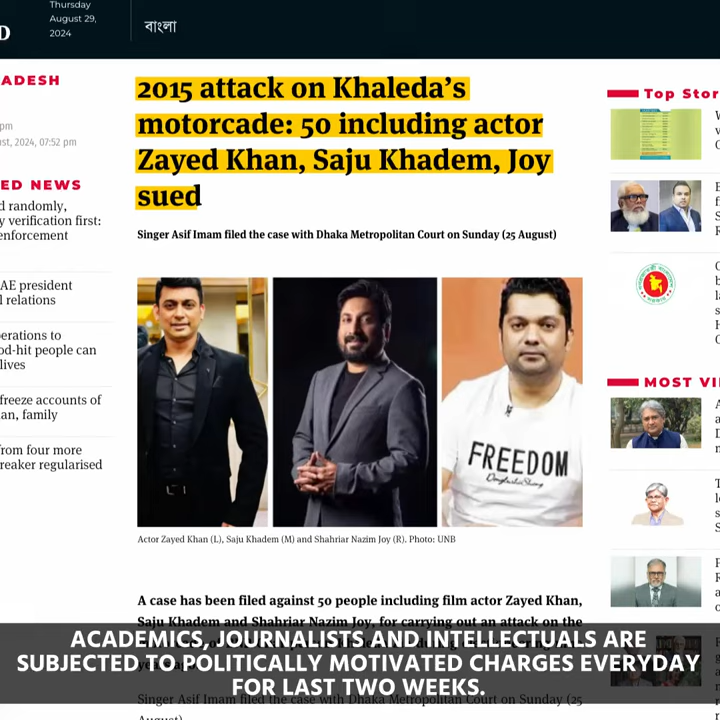 Thursday
August 29,
2024
বাংলা
D
ADESH
pm
st, 2024, 07:52 pm
ED NEWS
d randomly,
y verification first:
enforcement
AE president
l relations
erations to
od-hit people can
lives
freeze accounts of
an, family
rom four more
reaker regularised
2015 attack on Khaleda's
motorcade: 50 including actor
Zayed Khan, Saju Khadem, Joy
sued
Singer Asif Imam filed the case with Dhaka Metropolitan Court on Sunday (25 August)
FREEDOM
Actor Zayed Khan (L), Saju Khadem (M) and Shahriar Nazim Joy (R). Photo: UNB
A case has been filed against 50 people including film actor Zayed Khan,
Saju Khadem and Shahriar Nazim Joy, for carrying out an attack on the
Singer Asif Imam filed the case with Dhaka Metropolitan Court on Sunday (25
August)
Top Stor
MOST VI
ACADEMICS, JOURNALISTS AND INTELLECTUALS ARE
SUBJECTED TO POLITICALLY MOTIVATED CHARGES EVERYDAY
FOR LAST TWO WEEKS.